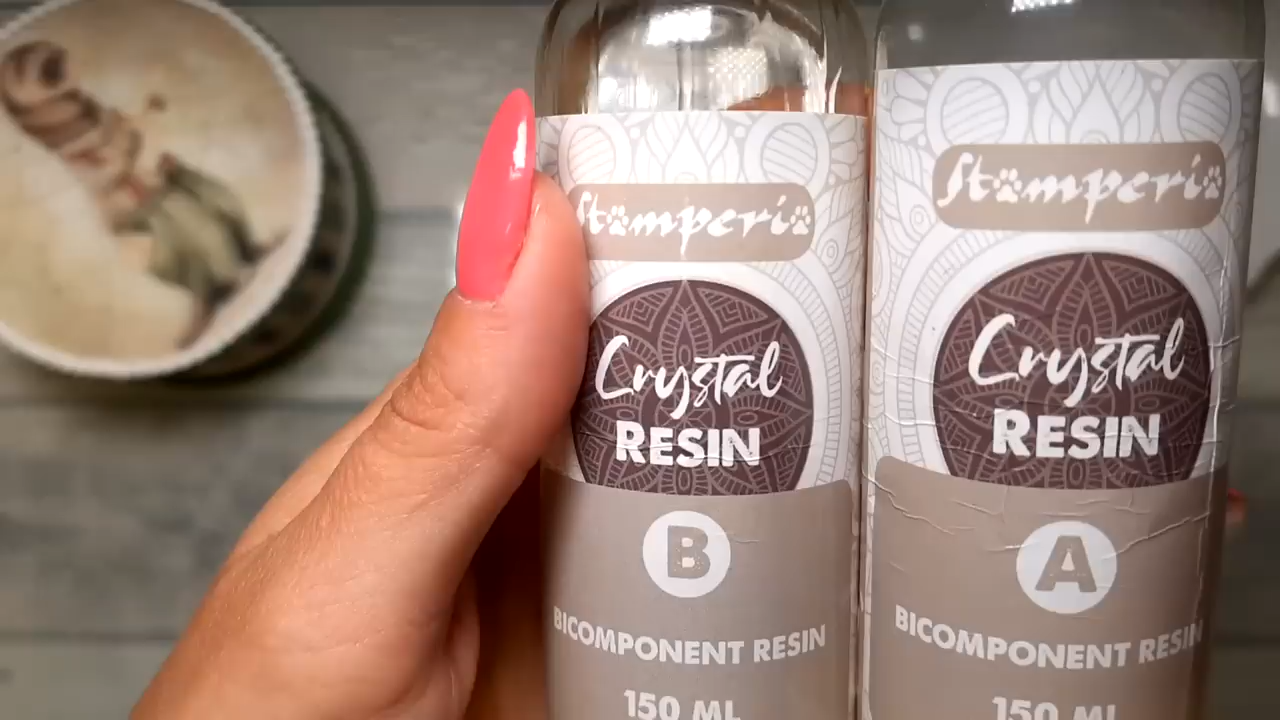 Stamperia
Crystal
RESIN
B
BICOMPONENT RESIN
150 ML
Stamperia
Crystal
RESIN
A
BICOMPONENT RESIN
150 ML